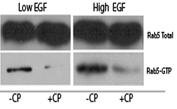 Low EGF High EGF
Rab5 Total
Rab5-GTP
-CP +CP -CP +CP